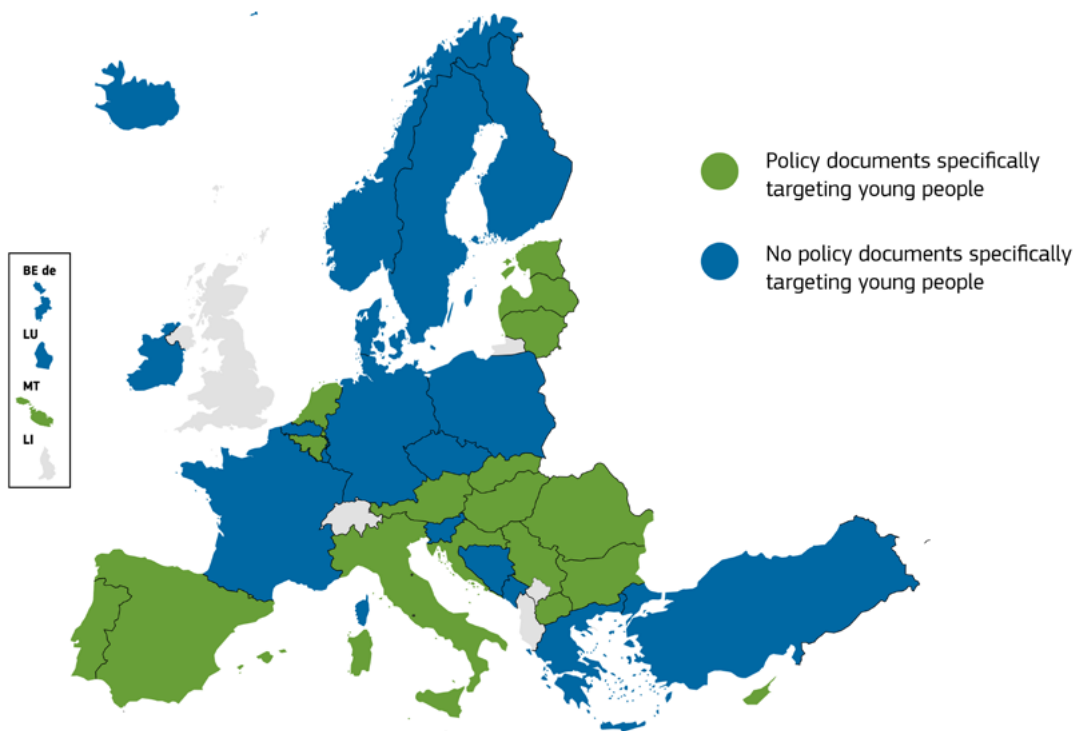 Policy documents specifically
targeting young people
No policy documents specifically
targeting young people
BE de
LU
MT
LI